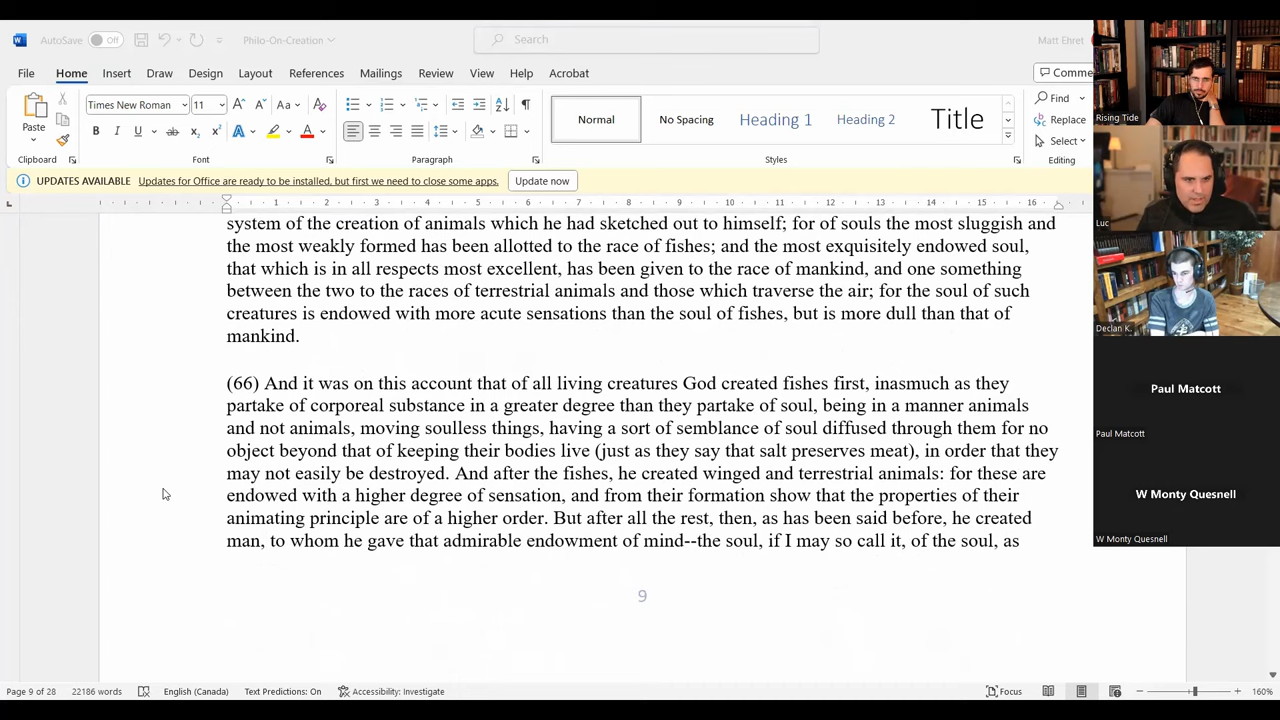 AutoSave Off Philo-On-Creation Search Matt Ehret
File Home Insert Draw Design Layout References Mailings Review View Help Acrobat Comme
Times New Roman 11 Normal No Spacing Heading 1 Heading 2 Title Find
Paste Replace
Select
Clipboard Font Paragraph Styles Editing
UPDATES AVAILABLE Updates for Office are ready to be installed, but first we need to close some apps. Update now
1 2 3 4 5 6 7 8 9 10 11 12 13 14 15 16
system of the creation of animals which he had sketched out to himself; for of souls the most sluggish and
the most weakly formed has been allotted to the race of fishes; and the most exquisitely endowed soul,
that which is in all respects most excellent, has been given to the race of mankind, and one something
between the two to the races of terrestrial animals and those which traverse the air; for the soul of such
creatures is endowed with more acute sensations than the soul of fishes, but is more dull than that of
mankind.
(66) And it was on this account that of all living creatures God created fishes first, inasmuch as they
partake of corporeal substance in a greater degree than they partake of soul, being in a manner animals
and not animals, moving soulless things, having a sort of semblance of soul diffused through them for no
object beyond that of keeping their bodies live (just as they say that salt preserves meat), in order that they
may not easily be destroyed. And after the fishes, he created winged and terrestrial animals: for these are
endowed with a higher degree of sensation, and from their formation show that the properties of their
animating principle are of a higher order. But after all the rest, then, as has been said before, he created
man, to whom he gave that admirable endowment of mind--the soul, if I may so call it, of the soul, as
9
Page 9 of 28 22186 words English (Canada) Text Predictions: On Accessibility: Investigate Focus 160%
Rising Tide
Luc
Declan K.
Paul Matcott
Paul Matcott
W Monty Quesnell
W Monty Quesnell